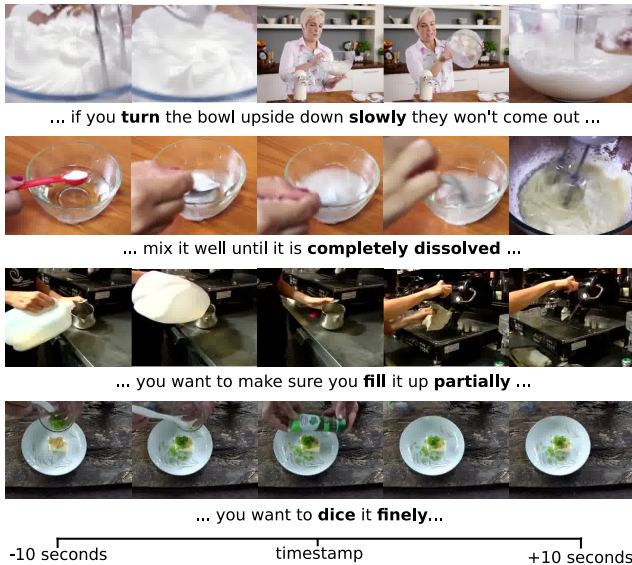 ... if you turn the bowl upside down slowly they won't come out ...
... mix it well until it is completely dissolved ...
... you want to make sure you fill it up partially ...
... you want to dice it finely...
-10 seconds
timestamp
+10 seconds